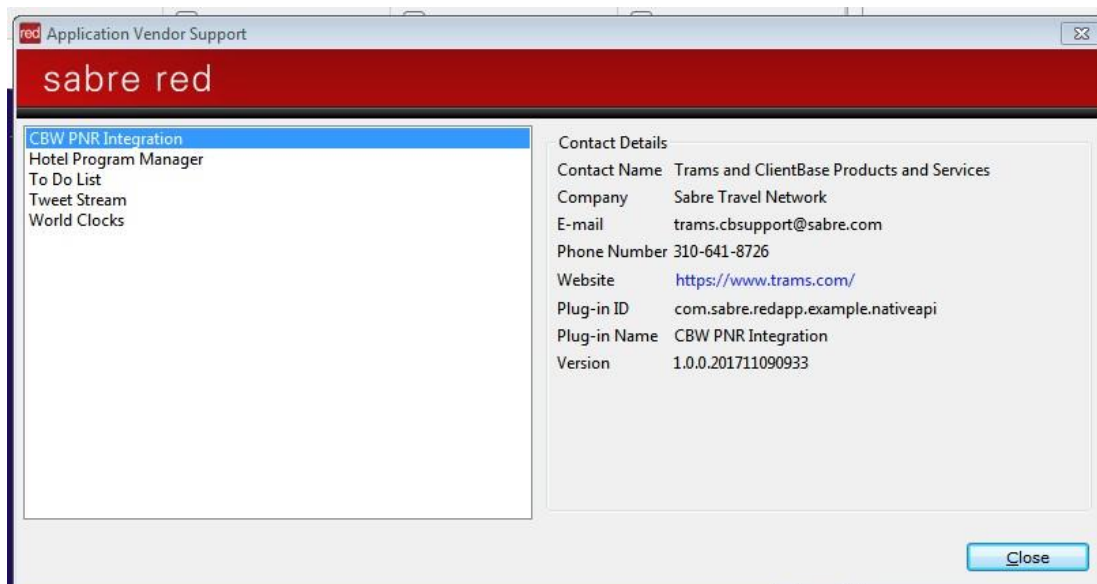 red Application Vendor Support
sabre red
CBW PNR Integration
Hotel Program Manager
To Do List
Tweet Stream
World Clocks
Contact Details
Contact Name Trams and ClientBase Products and Services
Company Sabre Travel Network
E-mail trams.cbsupport@sabre.com
Phone Number 310-641-8726
Website https://www.trams.com/
Plug-in ID com.sabre.redapp.example.nativeapi
Plug-in Name CBW PNR Integration
Version 1.0.0.201711090933
Close